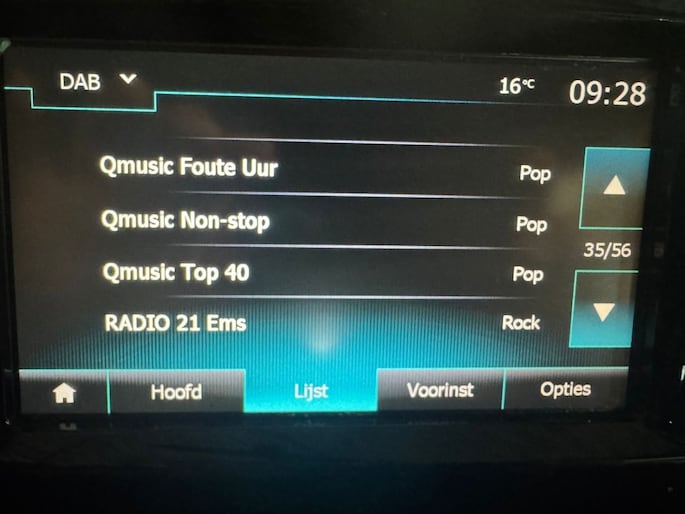 DAB
16°C
09:28
Qmusic Foute Uur
Pop
Qmusic Non-stop
Pop
35/56
Qmusic Top 40
Pop
RADIO 21 Ems
Rock
Hoofd
Lijst
Voorinst
Opties